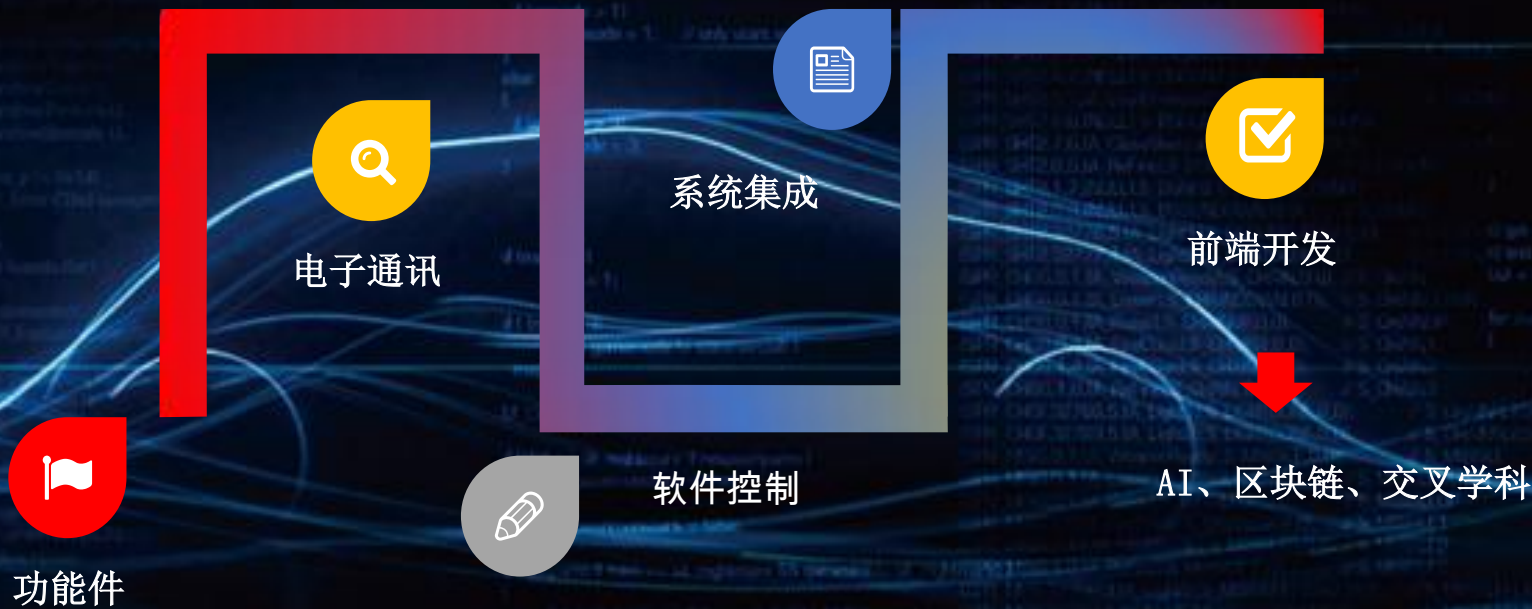 系统集成
电子通讯
前端开发
软件控制
AI、区块链、交叉学科
功能件